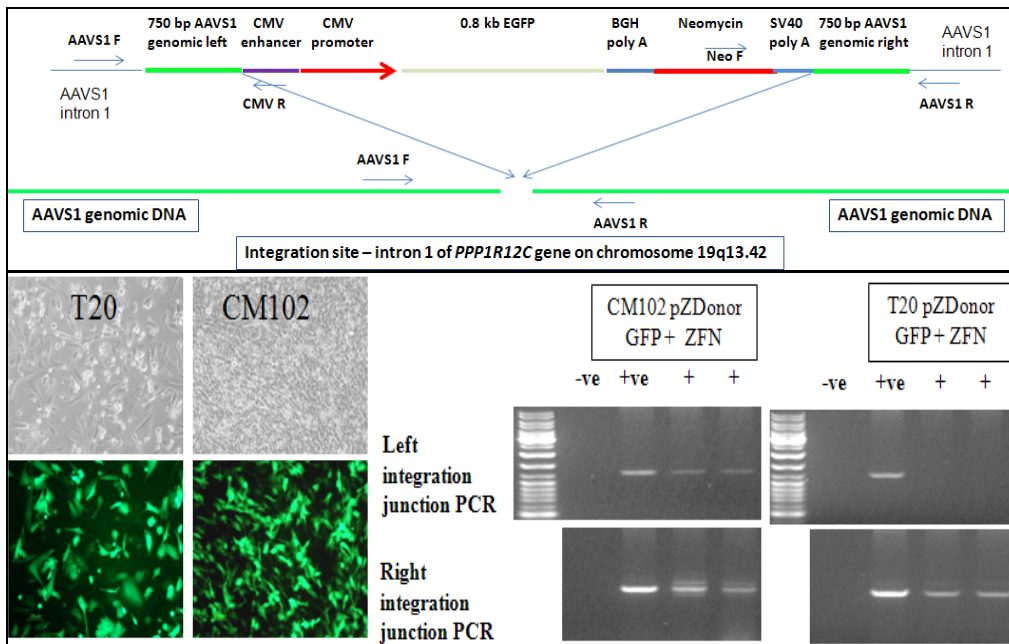 750 bp AAVS1
genomic left
CMV
enhancer
CMV
promoter
0.8 kb EGFP
BGH
poly A
Neomycin
SV40
poly A
750 bp AAVS1
genomic right
AAVS1
intron 1
AAVS1 F
Neo F
AAVS1
intron 1
CMV R
AAVS1 R
AAVS1 F
AAVS1 genomic DNA
AAVS1 R
AAVS1 genomic DNA
Integration site – intron 1 of PPP1R12C gene on chromosome 19q13.42
T20
CM102
CM102 pZDonor
GFP + ZFN
T20 pZDonor
GFP + ZFN
-ve +ve + +
-ve +ve + +
Left
integration
junction PCR
Right
integration
junction PCR